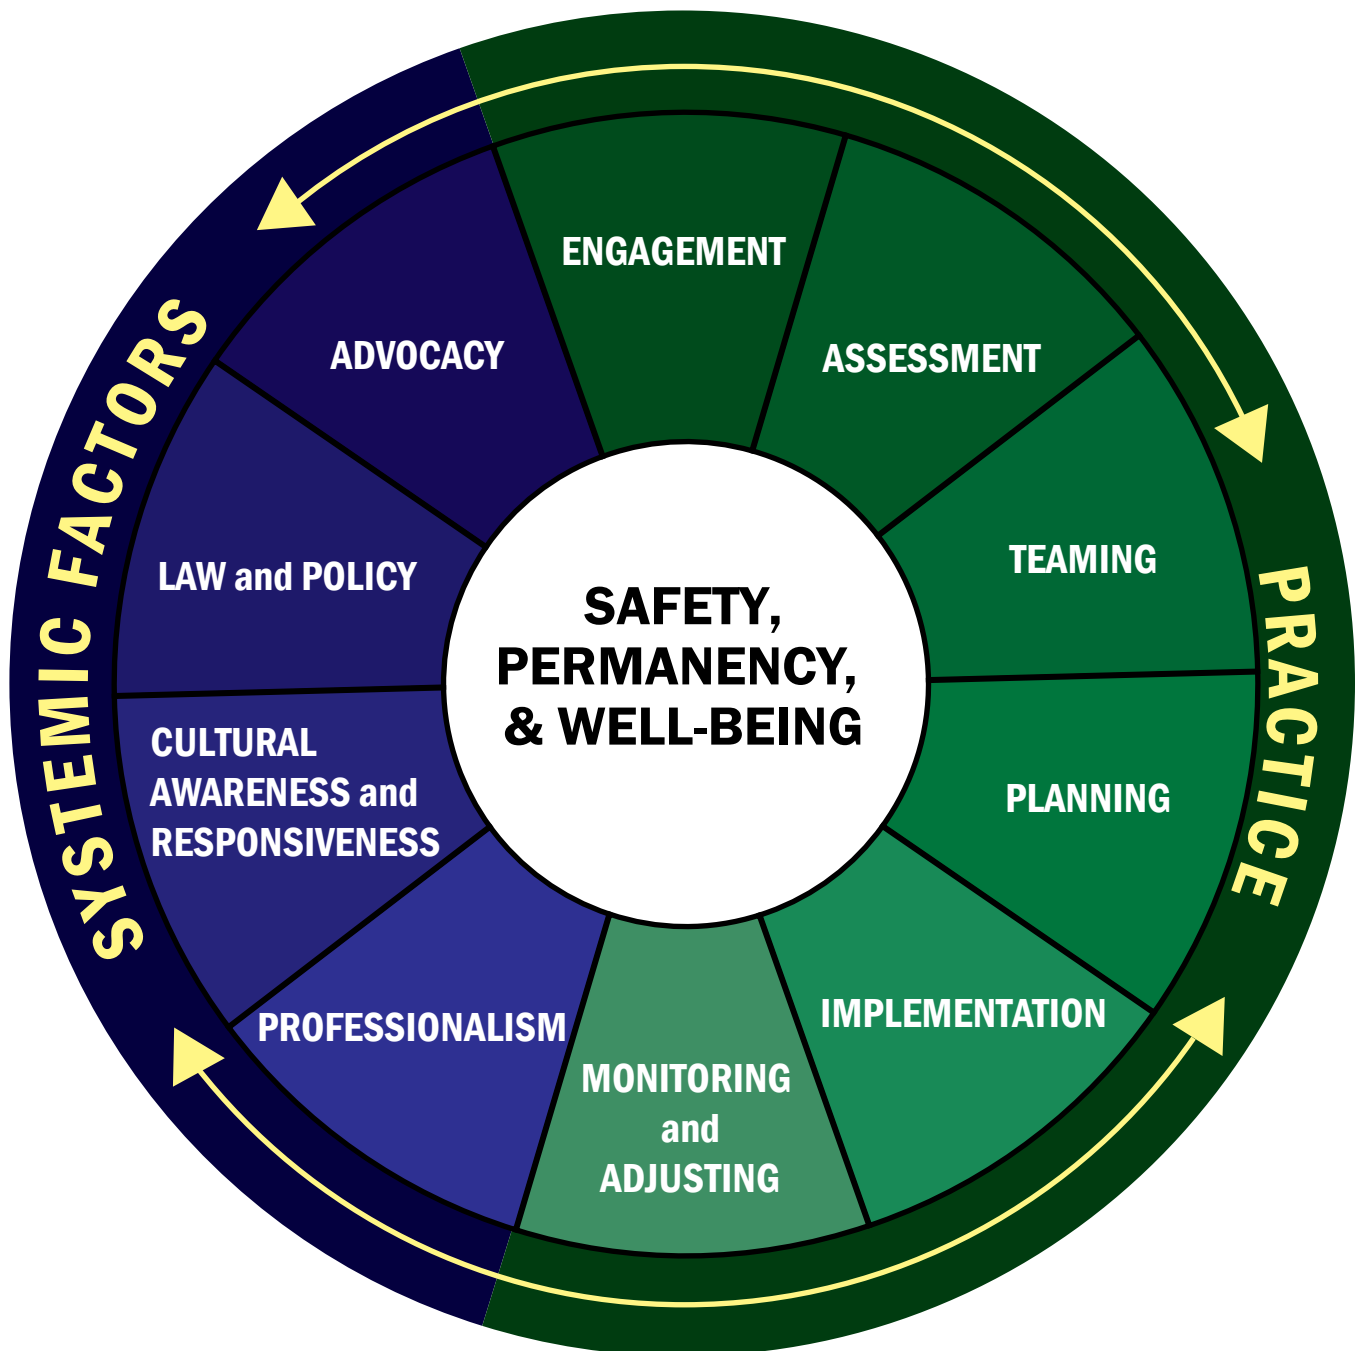 SYSTEMIC FACTORS
PRACTICE
ENGAGEMENT
ASSESSMENT
TEAMING
PLANNING
IMPLEMENTATION
MONITORING
and
ADJUSTING
PROFESSIONALISM
CULTURAL
AWARENESS and
RESPONSIVENESS
LAW and POLICY
ADVOCACY
SAFETY,
PERMANENCY,
& WELL-BEING